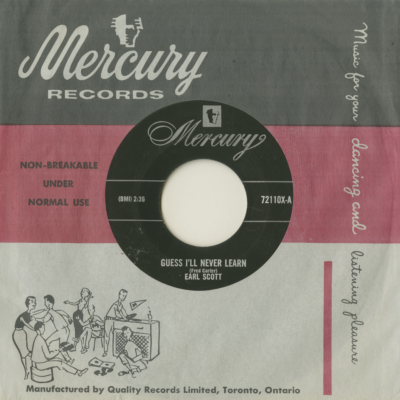 Mercury
RECORDS
Music for your dancing and listening pleasure
NON-BREAKABLE
UNDER
NORMAL USE
Mercury
(BMI) 2:35
72110X-A
GUESS I'LL NEVER LEARN
(Fred Carter)
EARL SCOTT
Manufactured by Quality Records Limited, Toronto, Ontario